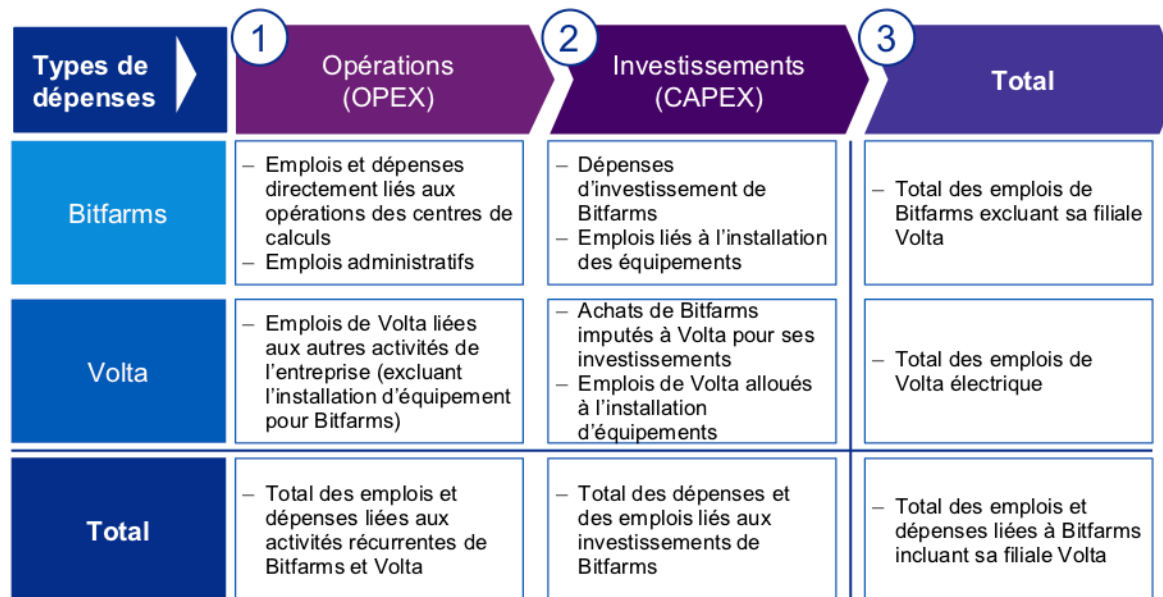 Types de
dépenses
1
Opérations
(OPEX)
2
Investissements
(CAPEX)
3
Total
Bitfarms
– Emplois et dépenses
directement liés aux
opérations des centres de
calculs
– Emplois administratifs
– Dépenses
d’investissement de
Bitfarms
– Emplois liés à l’installation
des équipements
– Total des emplois de
Bitfarms excluant sa filiale
Volta
Volta
– Emplois de Volta liées
aux autres activités de
l’entreprise (excluant
l’installation d’équipement
pour Bitfarms)
– Achats de Bitfarms
imputés à Volta pour ses
investissements
– Emplois de Volta alloués
à l’installation
d’équipements
– Total des emplois de
Volta électrique
Total
– Total des emplois et
dépenses liées aux
activités récurrentes de
Bitfarms et Volta
– Total des dépenses et
des emplois liés aux
investissements de
Bitfarms
– Total des emplois et
dépenses liées à Bitfarms
incluant sa filiale Volta